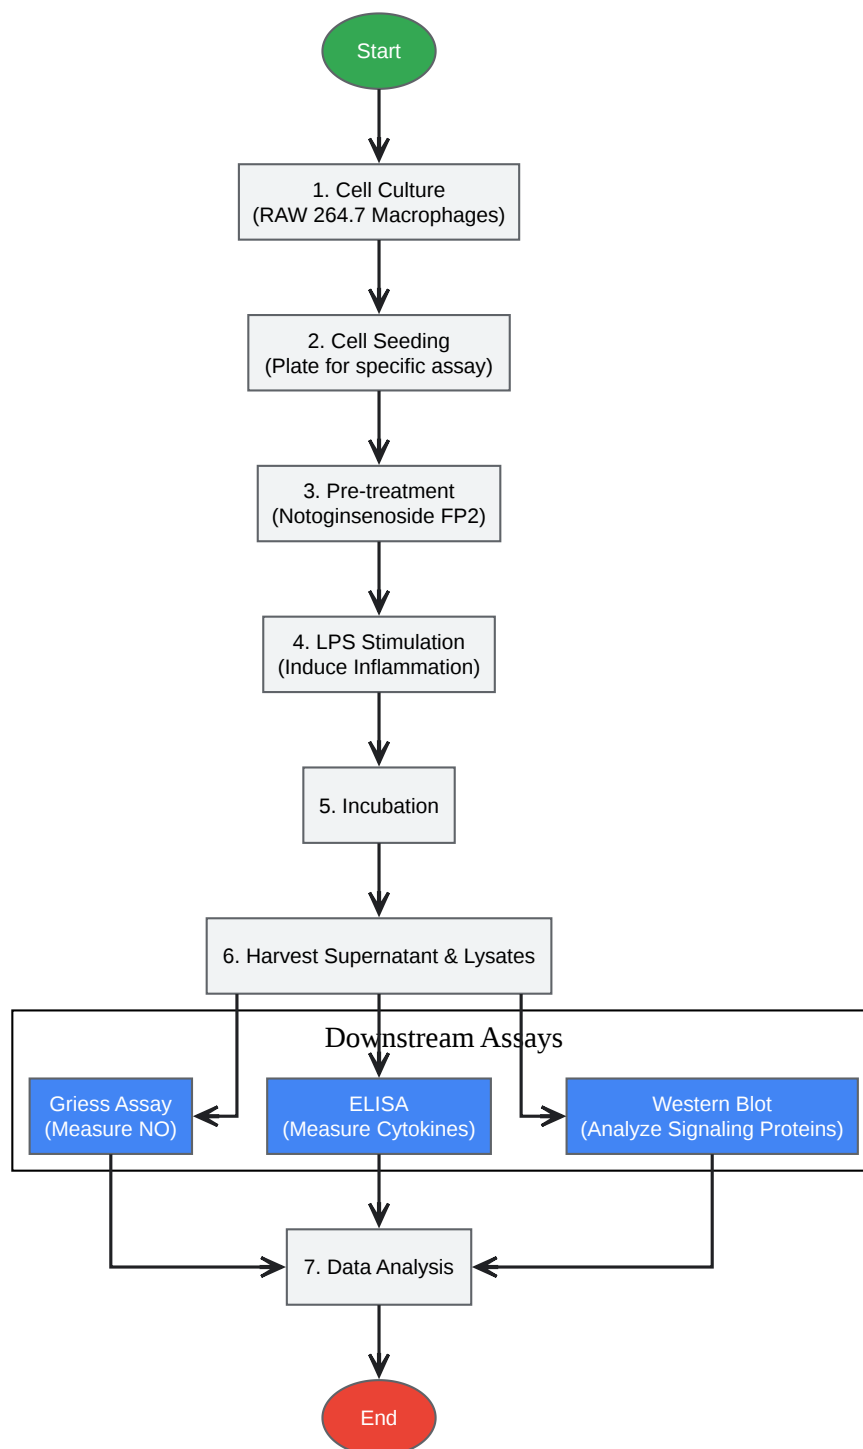 Start
1. Cell Culture
(RAW 264.7 Macrophages)
2. Cell Seeding
(Plate for specific assay)
3. Pre-treatment
(Notoginsenoside FP2)
4. LPS Stimulation
(Induce Inflammation)
5. Incubation
6. Harvest Supernatant & Lysates
Downstream Assays
Griess Assay
(Measure NO)
ELISA
(Measure Cytokines)
Western Blot
(Analyze Signaling Proteins)
7. Data Analysis
End